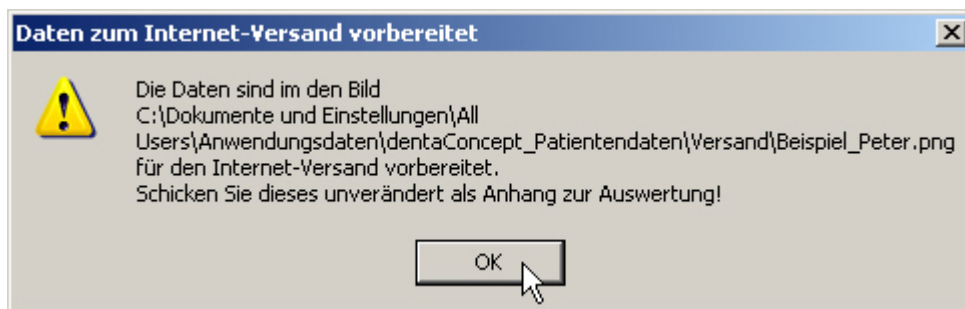 Daten zum Internet-Versand vorbereitet
Die Daten sind im den Bild
C:\Dokumente und Einstellungen\All
Users\Anwendungsdaten\dentaConcept_Patientendaten\Versand\Beispiel_Peter.png
für den Internet-Versand vorbereitet.
Schicken Sie dieses unverändert als Anhang zur Auswertung!
OK